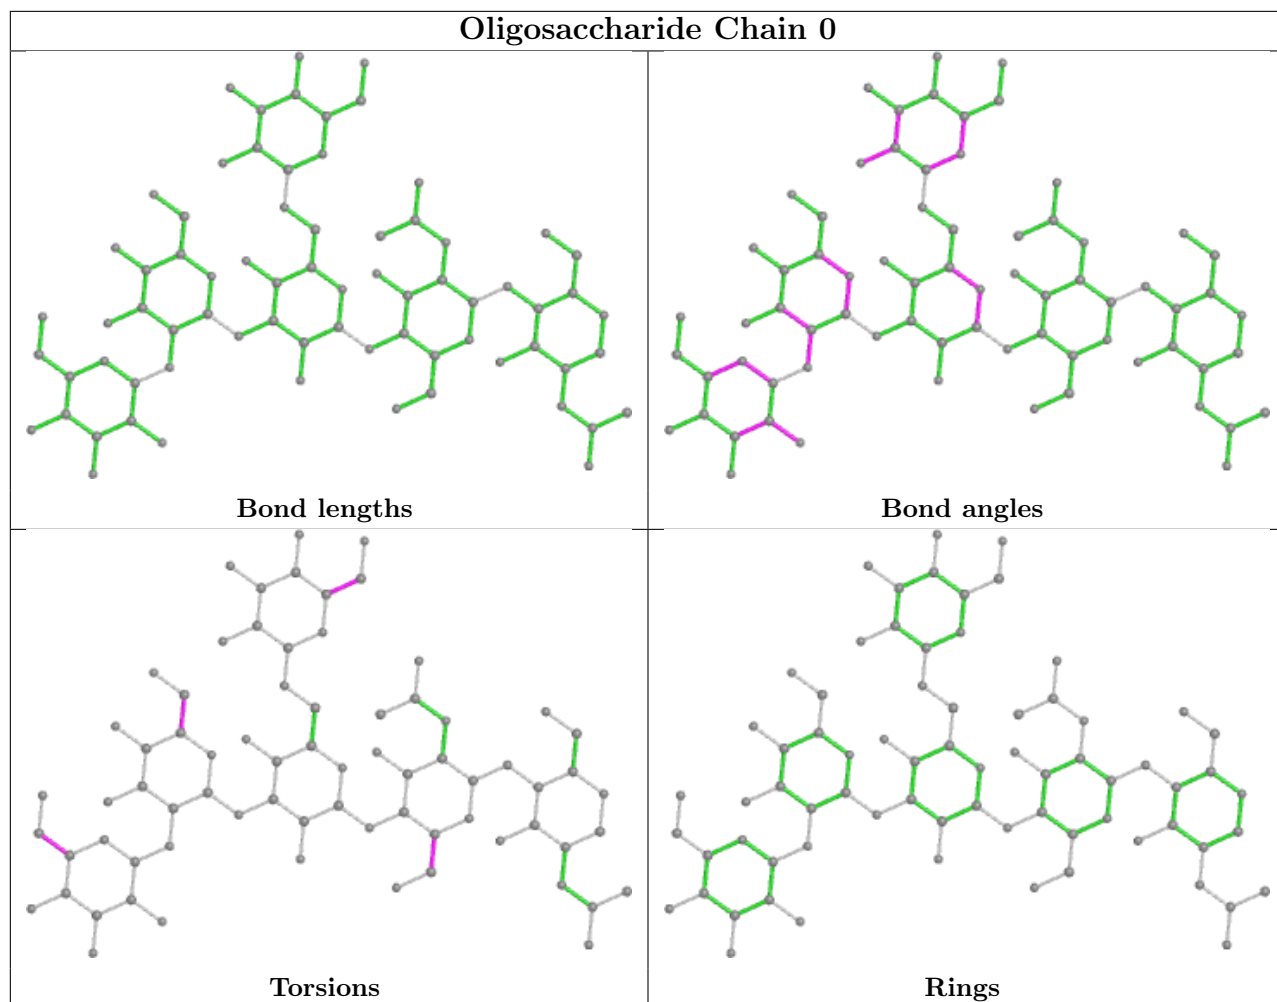 Oligosaccharide Chain 0
Bond lengths
Bond angles
Torsions
Rings